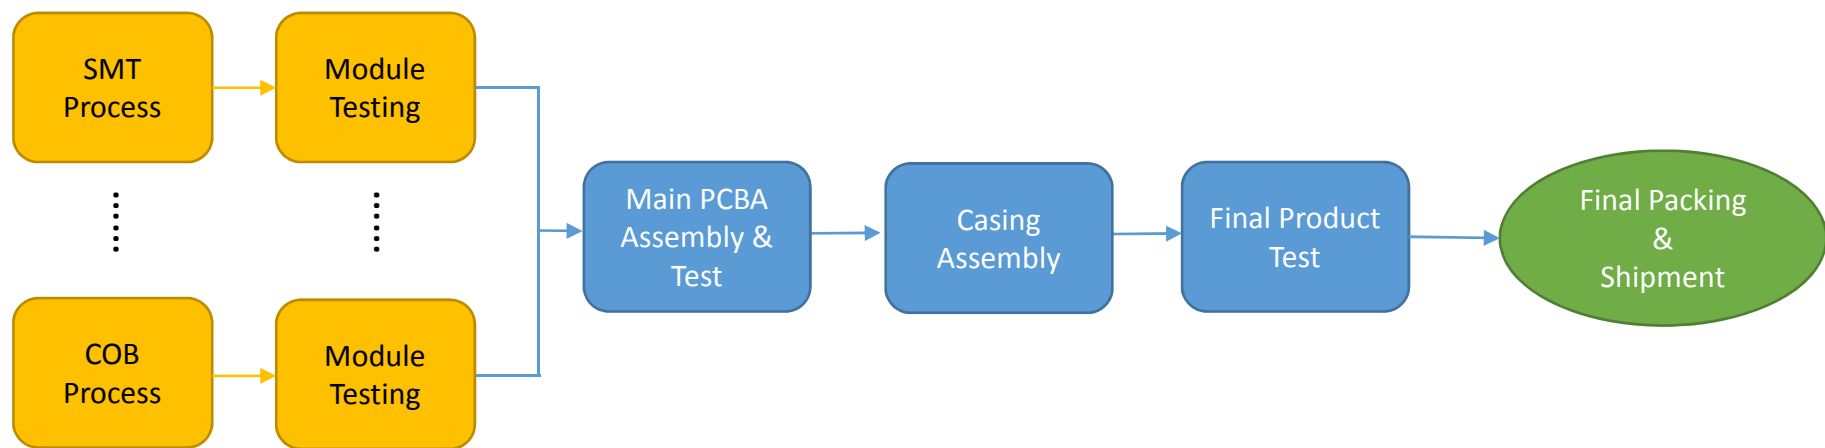 SMT
Process
Module
Testing
Main PCBA
Assembly &
Test
Casing
Assembly
Final Product
Test
Final Packing
&
Shipment
COB
Process
Module
Testing